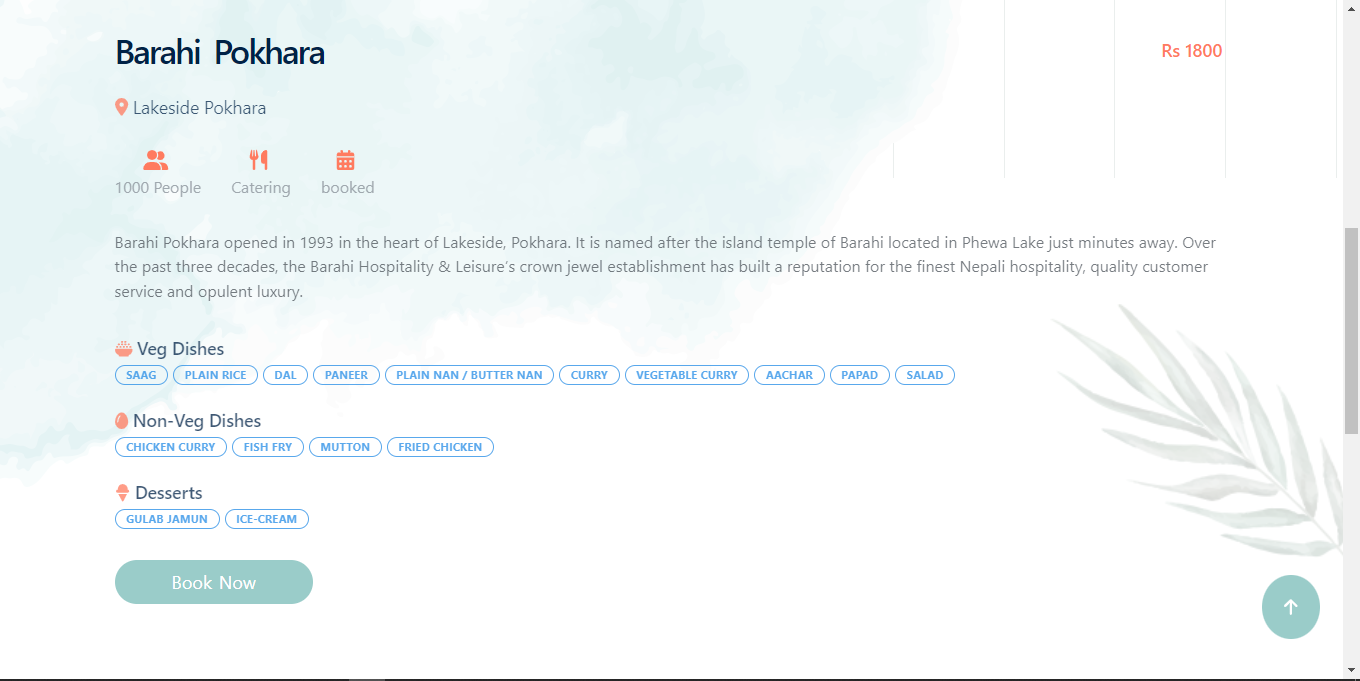 Barahi Pokhara
Rs 1800
Lakeside Pokhara
1000 People
Catering
booked
Barahi Pokhara opened in 1993 in the heart of Lakeside, Pokhara. It is named after the island temple of Barahi located in Phewa Lake just minutes away. Over
the past three decades, the Barahi Hospitality & Leisure's crown jewel establishment has built a reputation for the finest Nepali hospitality, quality customer
service and opulent luxury.
Veg Dishes
SAAG PLAIN RICE DAL PANEER PLAIN NAN / BUTTER NAN CURRY VEGETABLE CURRY AACHAR PAPAD SALAD
Non-Veg Dishes
CHICKEN CURRY FISH FRY MUTTON FRIED CHICKEN
Desserts
GULAB JAMUN ICE-CREAM
Book Now